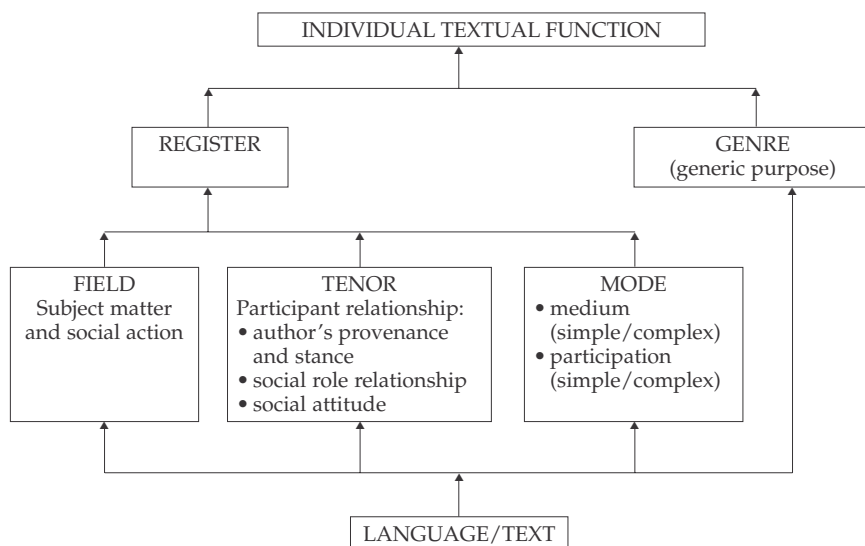 INDIVIDUAL TEXTUAL FUNCTION
REGISTER
GENRE
(generic purpose)
FIELD
Subject matter
and social action
TENOR
Participant relationship:
• author's provenance
and stance
• social role relationship
• social attitude
MODE
• medium
(simple/complex)
• participation
(simple/complex)
LANGUAGE/TEXT